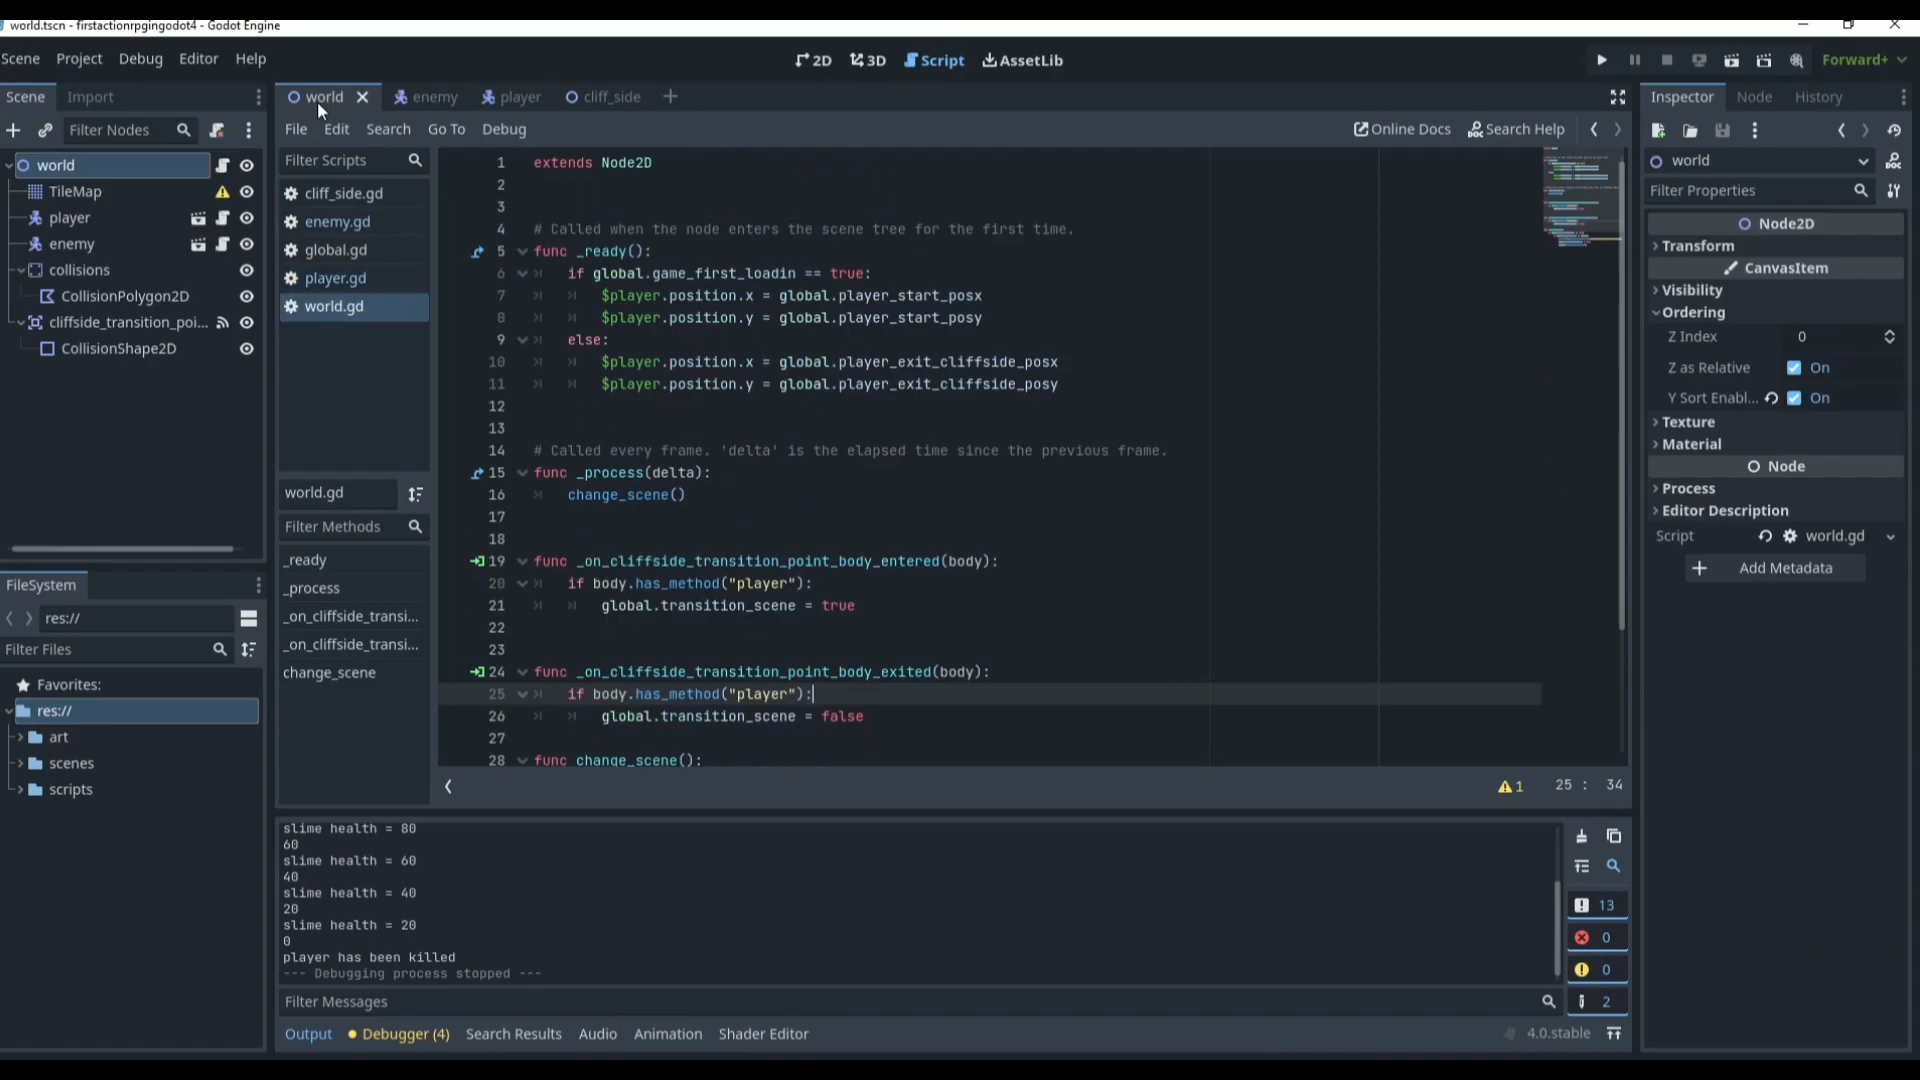 world.tscn - firstactionrpgingodot4 - Godot Engine
Scene Project Debug Editor Help
2D 3D Script AssetLib
Forward+
Scene Import
world enemy player cliff_side
Inspector Node History
Filter Nodes
File Edit Search Go To Debug
Online Docs Search Help
world
TileMap
player
enemy
collisions
CollisionPolygon2D
cliffside_transition_poi...
CollisionShape2D
Filter Scripts
cliff_side.gd
enemy.gd
global.gd
player.gd
world.gd
world.gd
Filter Methods
_ready
_process
_on_cliffside_transi...
_on_cliffside_transi...
change_scene
1 extends Node2D
2
3
4 # Called when the node enters the scene tree for the first time.
5 func _ready():
6 if global.game_first_loadin == true:
7 $player.position.x = global.player_start_posx
8 $player.position.y = global.player_start_posy
9 else:
10 $player.position.x = global.player_exit_cliffside_posx
11 $player.position.y = global.player_exit_cliffside_posy
12
13
14 # Called every frame. 'delta' is the elapsed time since the previous frame.
15 func _process(delta):
16 change_scene()
17
18
19 func _on_cliffside_transition_point_body_entered(body):
20 if body.has_method("player"):
21 global.transition_scene = true
22
23
24 func _on_cliffside_transition_point_body_exited(body):
25 if body.has_method("player"):
26 global.transition_scene = false
27
28 func change_scene():
1 25 : 34
world
Filter Properties
Node2D
Transform
CanvasItem
Visibility
Ordering
Z Index 0
Z as Relative On
Y Sort Enabl... On
Texture
Material
Node
Process
Editor Description
Script world.gd
Add Metadata
FileSystem
res://
Filter Files
Favorites:
res://
art
scenes
scripts
slime health = 80
60
slime health = 60
40
slime health = 40
20
slime health = 20
0
player has been killed
--- Debugging process stopped ---
13
0
0
2
Filter Messages
Output Debugger (4) Search Results Audio Animation Shader Editor
4.0.stable